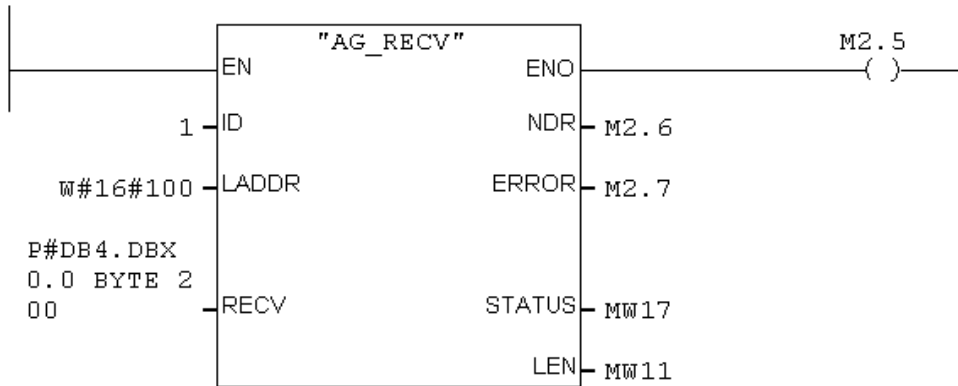 "AG_RECV"
M2.5
EN
ENO
( )
1
ID
NDR
M2.6
W#16#100
LADDR
ERROR
M2.7
P#DB4.DBX
0.0 BYTE 2
00
RECV
STATUS
MW17
LEN
MW11